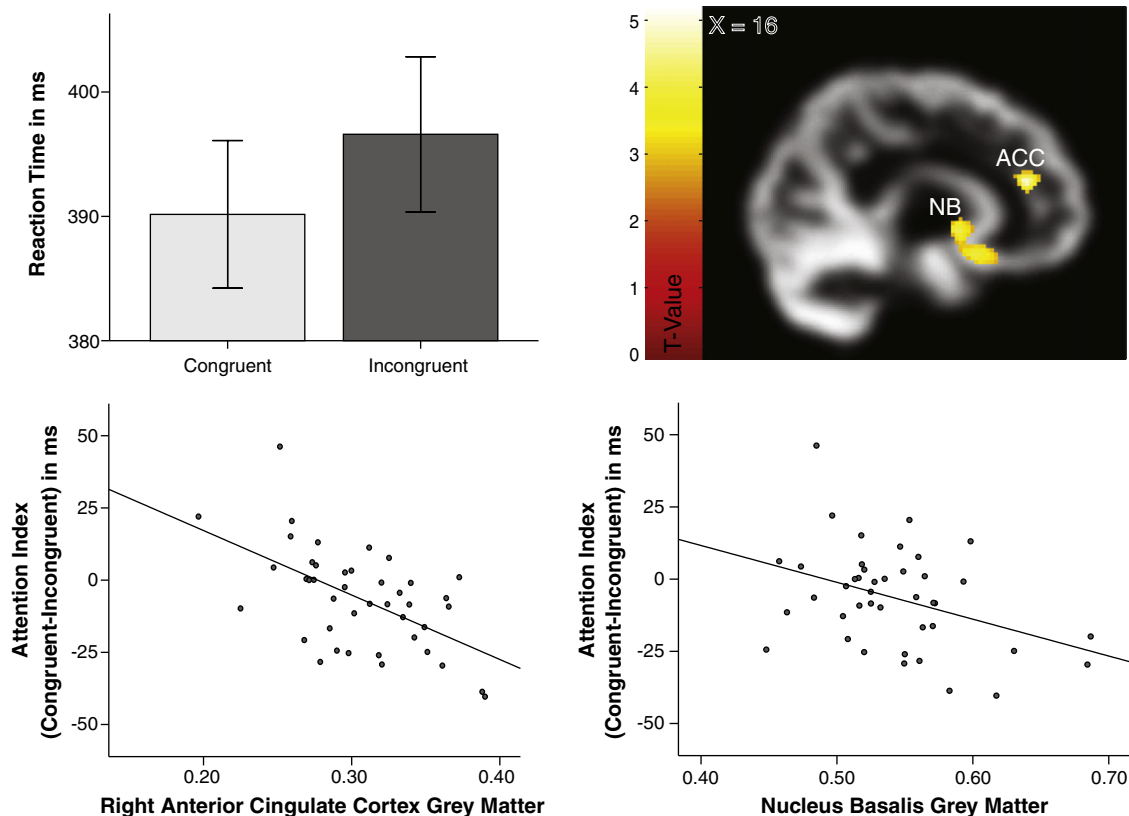 Reaction Time in ms
400
390
380
Congruent
Incongruent
5
4
3
2
1
0
T-Value
X = 16
ACC
NB
Attention Index
(Congruent-Incongruent) in ms
50
25
0
-25
-50
0.20
0.30
0.40
Right Anterior Cingulate Cortex Grey Matter
Attention Index
(Congruent-Incongruent) in ms
50
25
0
-25
-50
0.40
0.50
0.60
0.70
Nucleus Basalis Grey Matter